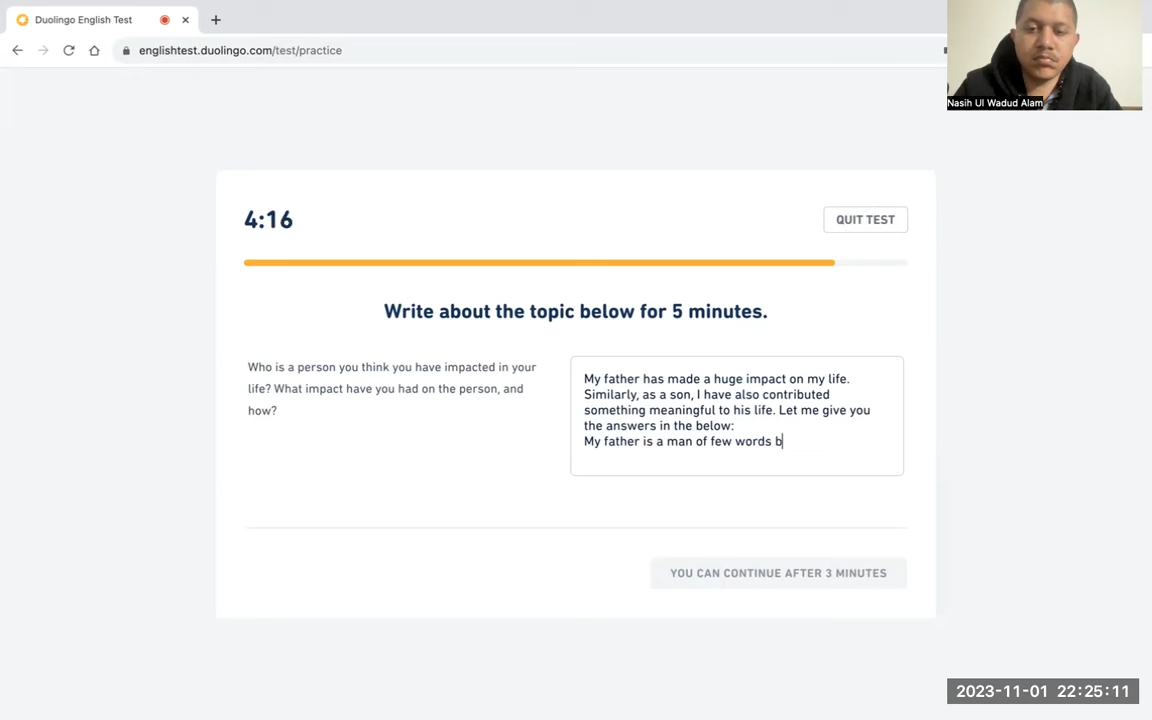 Duolingo English Test
englishtest.duolingo.com/test/practice
Nasih Ul Wadud Alam
4:16
QUIT TEST
Write about the topic below for 5 minutes.
Who is a person you think you have impacted in your
life? What impact have you had on the person, and
how?
My father has made a huge impact on my life.
Similarly, as a son, I have also contributed
something meaningful to his life. Let me give you
the answers in the below:
My father is a man of few words b
YOU CAN CONTINUE AFTER 3 MINUTES
2023-11-01 22:25:11